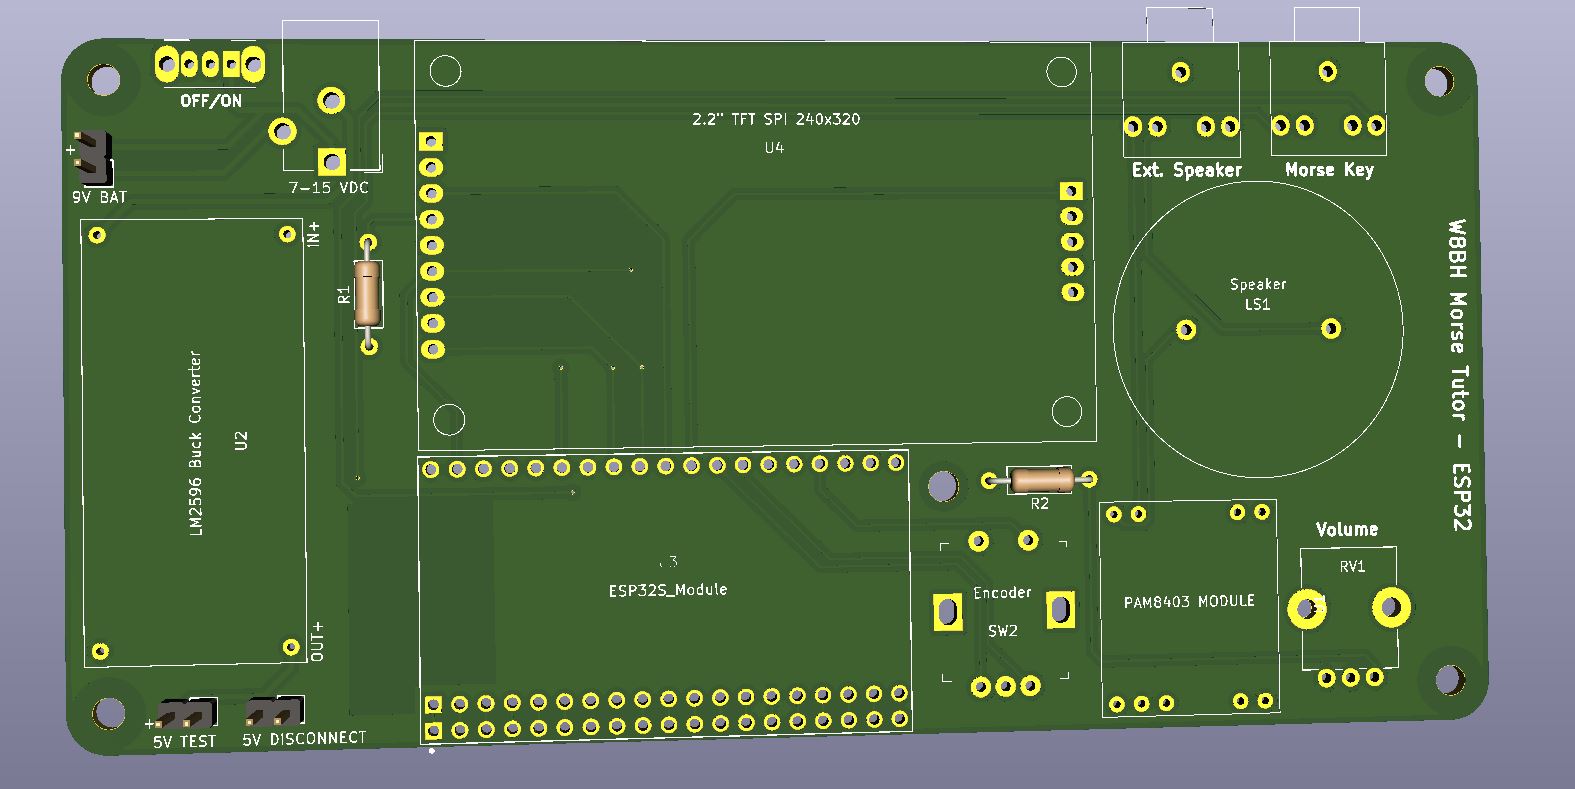 OFF/ON
+
9V BAT
7-15 VDC
2.2" TFT SPI 240x320
U4
Ext. Speaker
Morse Key
IN+
R1
LM2596 Buck Converter
U2
OUT+
+
5V TEST
5V DISCONNECT
3
ESP32S_Module
R2
Encoder
SW2
Speaker
LS1
PAM8403 MODULE
Volume
RV1
W8BH Morse Tutor - ESP32